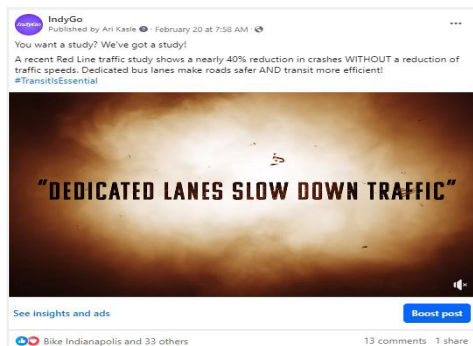 IndyGo
IndyGo
Published by Ari Kasle · February 20 at 7:58 AM ·
You want a study? We've got a study!
A recent Red Line traffic study shows a nearly 40% reduction in crashes WITHOUT a reduction of
traffic speeds. Dedicated bus lanes make roads safer AND transit more efficient!
#TransitIsEssential
"DEDICATED LANES SLOW DOWN TRAFFIC"
See insights and ads
Boost post
Bike Indianapolis and 33 others
13 comments 1 share